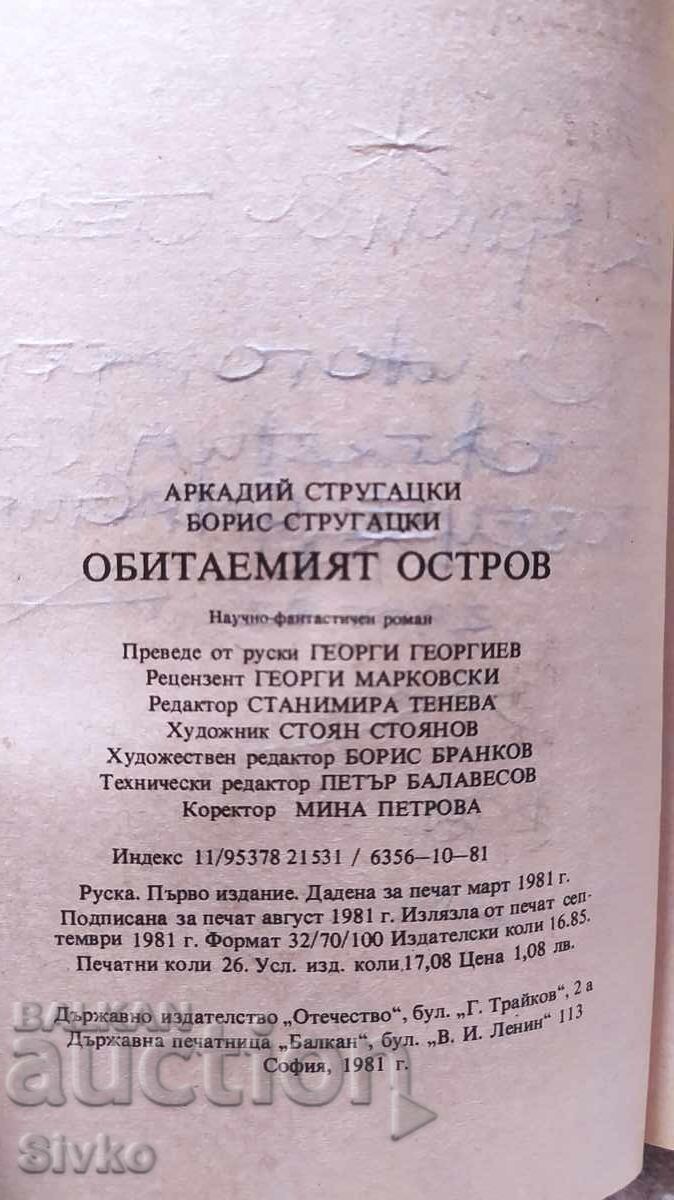 АРКАДИЙ СТРУГАЦКИ
БОРИС СТРУГАЦКИ
ОБИТАЕМИЯТ ОСТРОВ
Научно-фантастичен роман
Преведе от руски ГЕОРГИ ГЕОРГИЕВ
Рецензент ГЕОРГИ МАРКОВСКИ
Редактор СТАНИМИРА ТЕНЕВА
Художник СТОЯН СТОЯНОВ
Художествен редактор БОРИС БРАНКОВ
Технически редактор ПЕТЪР БАЛАВЕСОВ
Коректор МИНА ПЕТРОВА
Индекс 11/95378 21531 / 6356—10—81
Руска. Първо издание. Дадена за печат март 1981 г.
Подписана за печат август 1981 г. Излязла от печат сеп-
тември 1981 г. Формат 32/70/100 Издателски коли 16.85.
Печатни коли 26. Усл. изд. коли 17,08 Цена 1,08 лв.
Държавно издателство „Отечество“, бул. „Г. Трайков“, 2 а
Държавна печатница „Балкан“, бул. „В. И. Ленин“ 113
София, 1981 г.
BALKAN
auction
Sivko